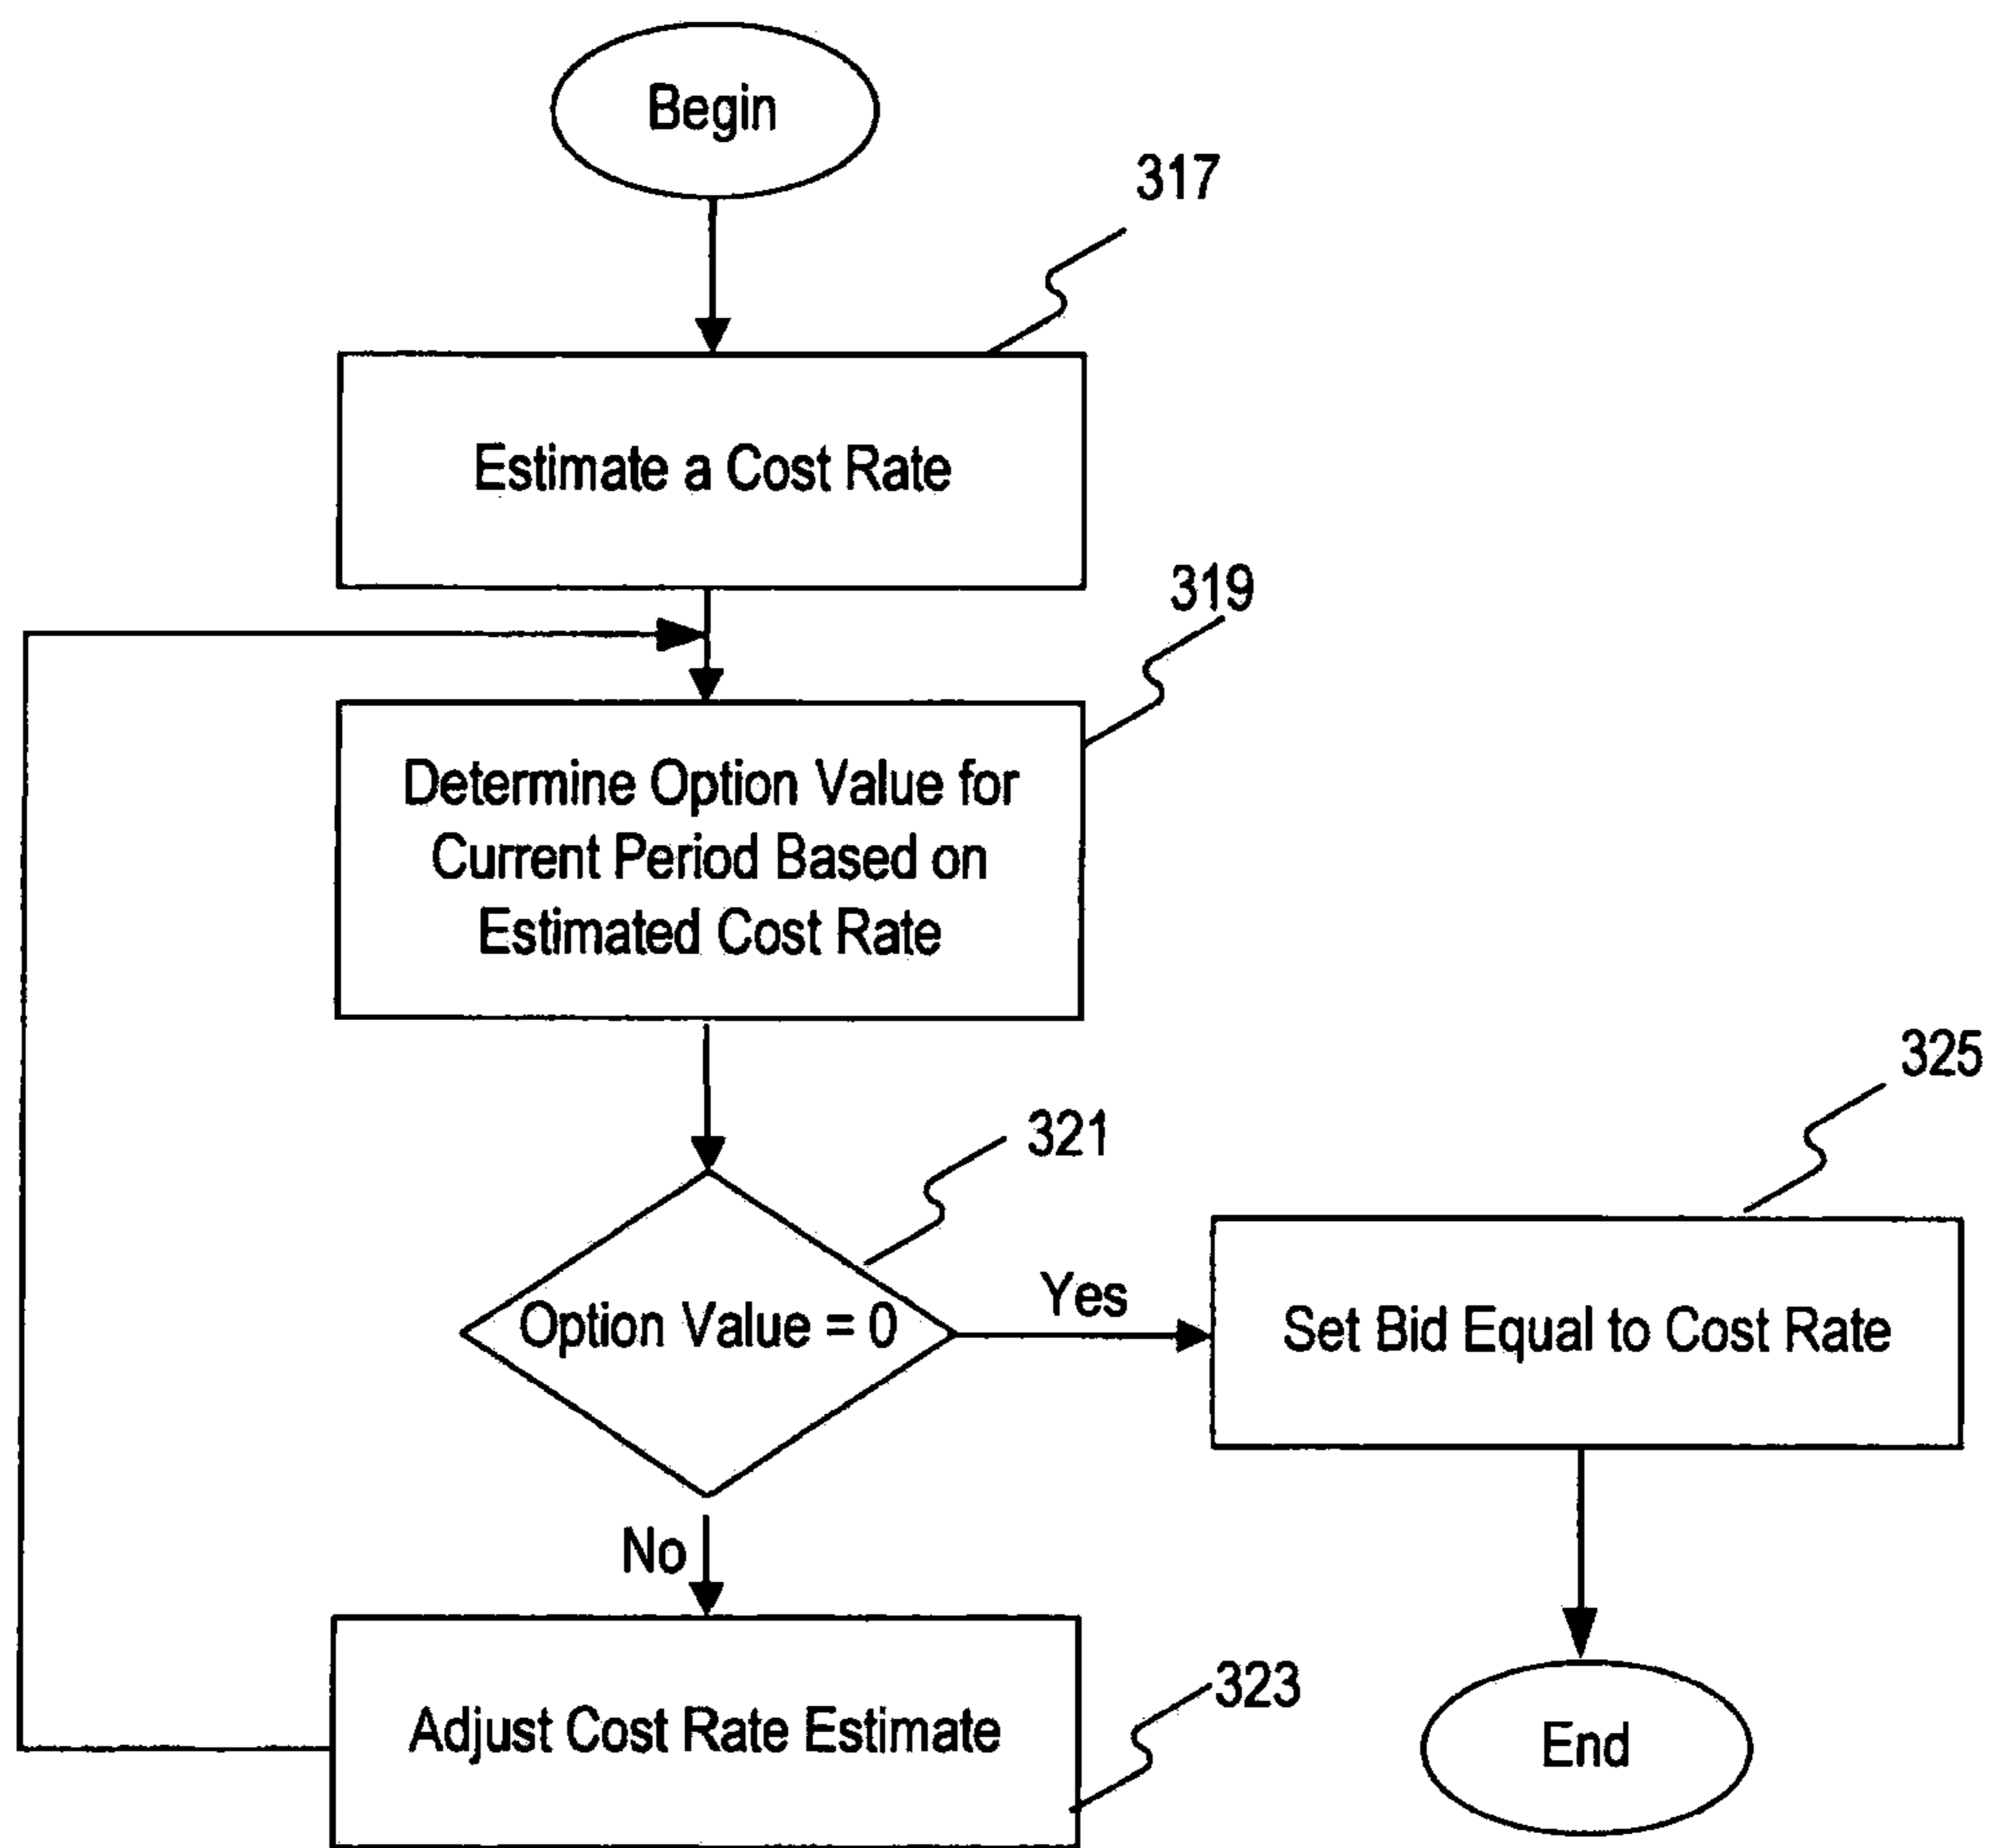 Begin
317
Estimate a Cost Rate
319
Determine Option Value for
Current Period Based on
Estimated Cost Rate
325
321
Option Value = 0
Yes
Set Bid Equal to Cost Rate
No
323
Adjust Cost Rate Estimate
End